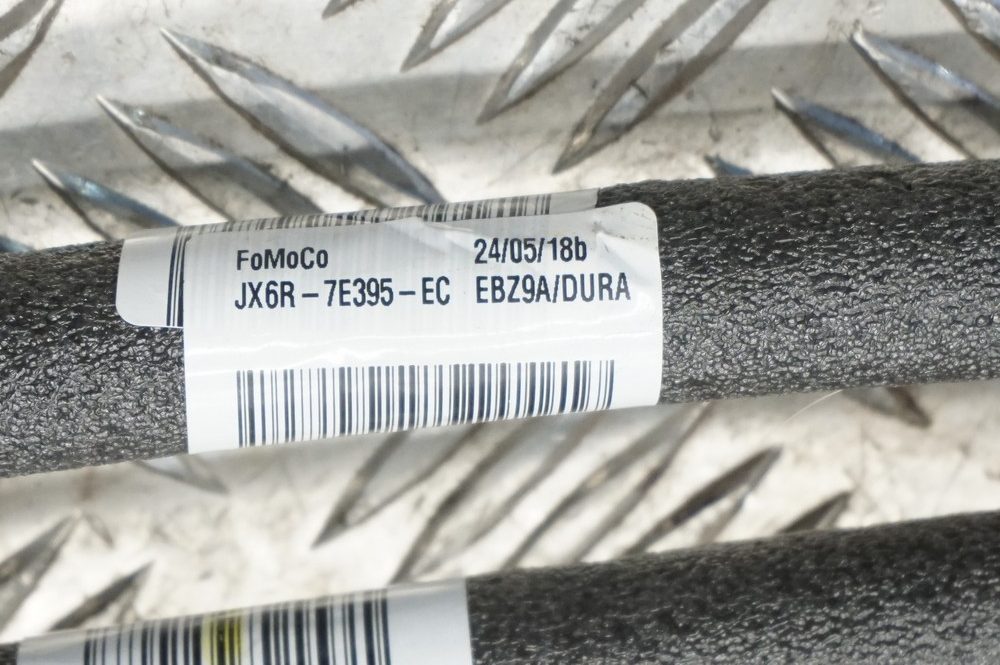 FoMoCo 24/05/18b
JX6R-7E395-EC EBZ9A/DURA